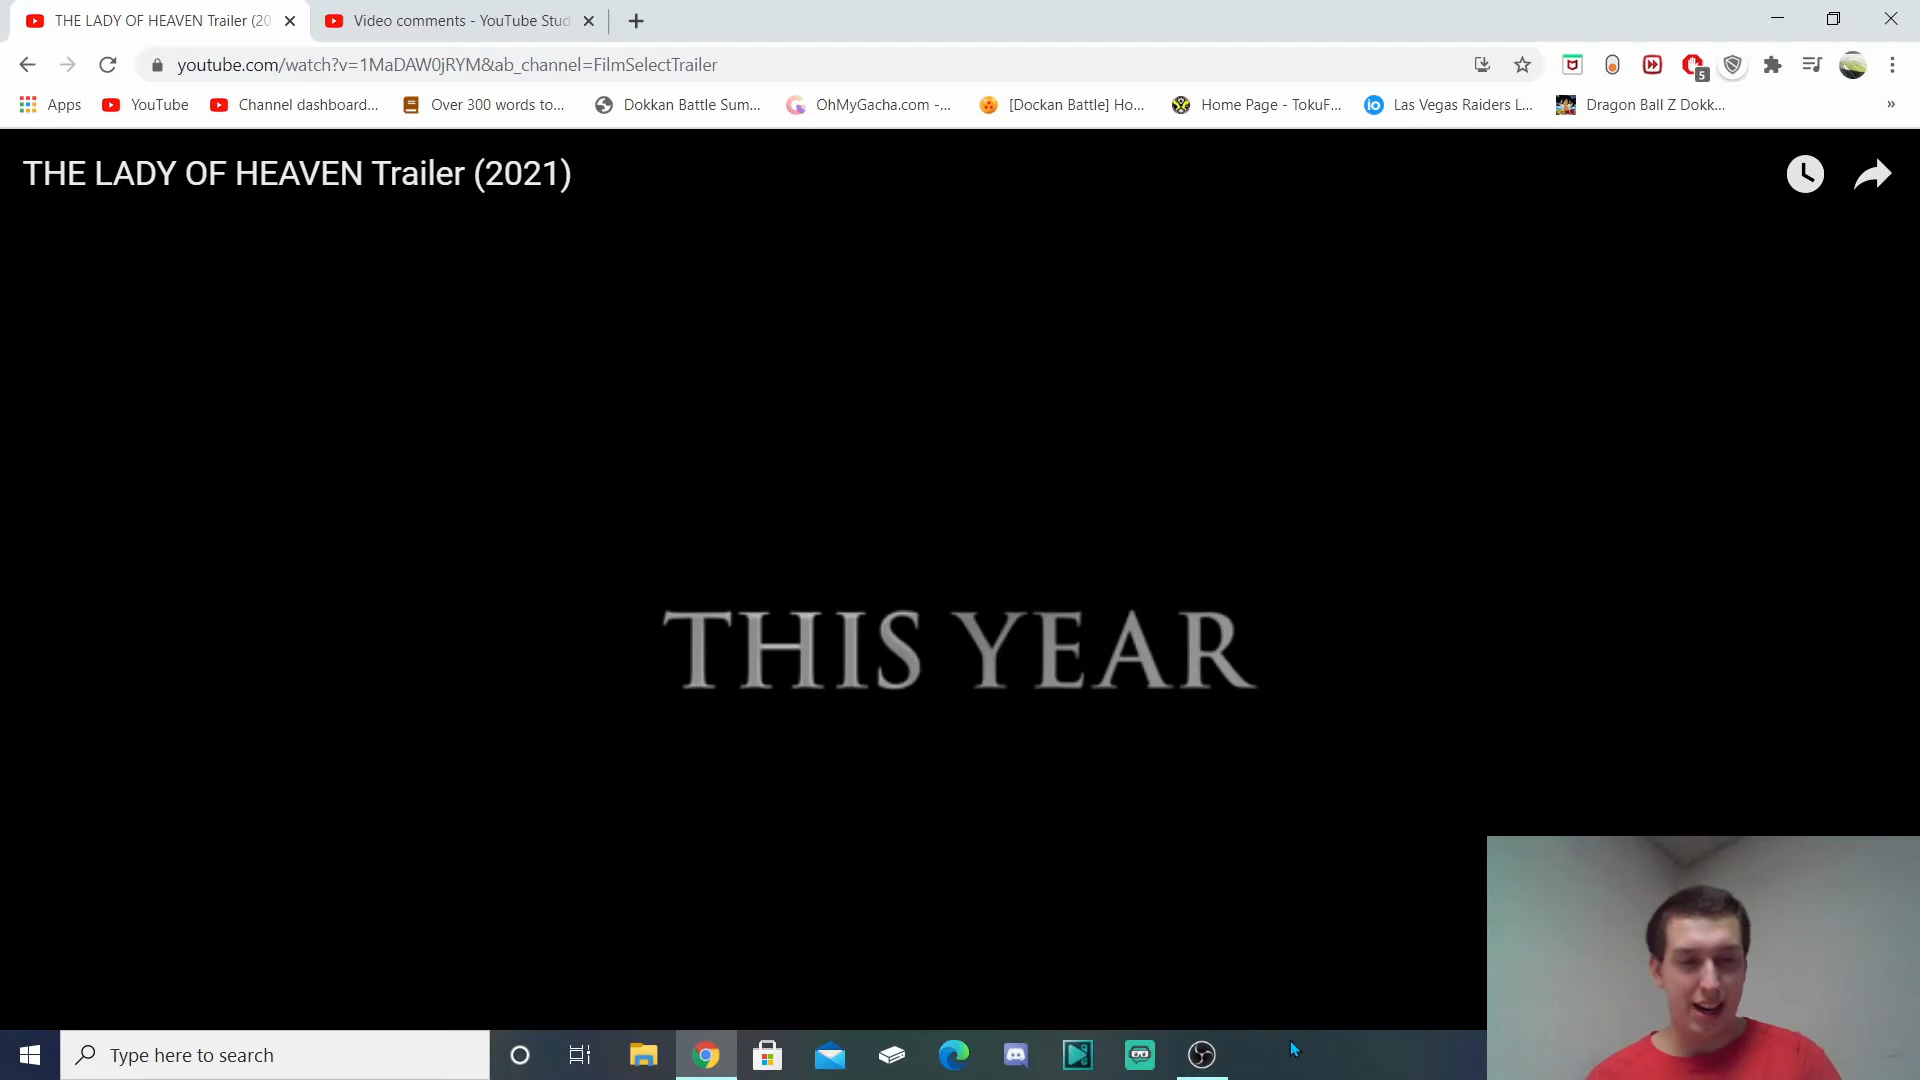 THE LADY OF HEAVEN Trailer (20
Video comments - YouTube Stud
youtube.com/watch?v=1MaDAW0jRYM&ab_channel=FilmSelectTrailer
5
Apps
YouTube
Channel dashboard...
Over 300 words to...
Dokkan Battle Sum...
OhMyGacha.com -...
[Dockan Battle] Ho...
Home Page - TokuF...
io
Las Vegas Raiders L...
Dragon Ball Z Dokk...
»
THE LADY OF HEAVEN Trailer (2021)
THIS YEAR
Type here to search